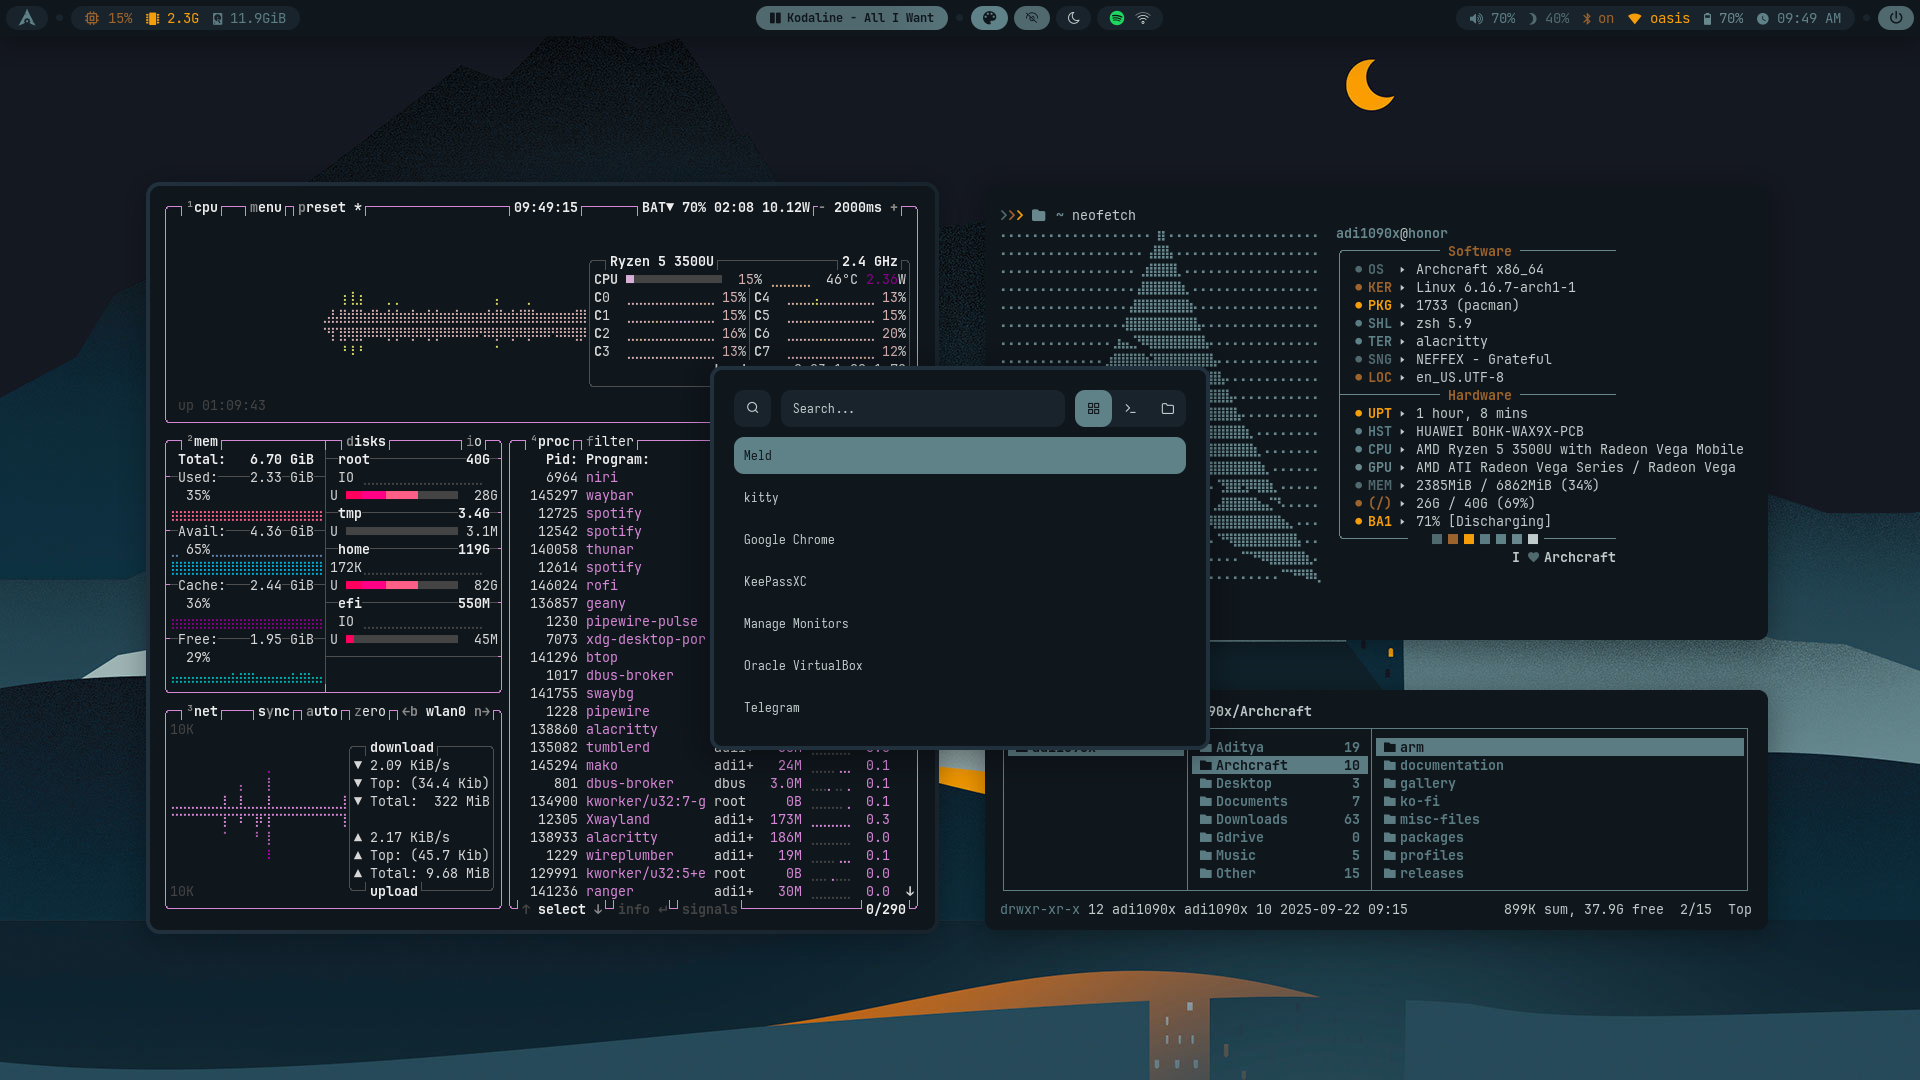 15% 2.3G 11.9GiB
Kodaline - All I Want
70% 40% on oasis 70% 09:49 AM
1cpu menu preset * 09:49:15 BAT▼ 70% 02:08 10.12W - 2000ms +
Ryzen 5 3500U 2.4 GHz
CPU 15% 46°C 2.36W
C0 15% C4 13%
C1 15% C5 15%
C2 16% C6 20%
C3 13% C7 12%
up 01:09:43
2mem disks io
Total: 6.70 GiB
Used: 2.33 GiB
35%
Avail: 4.36 GiB
65%
Cache: 2.44 GiB
36%
Free: 1.95 GiB
29%
root 40G
IO
U 28G
tmp 3.4G
U 3.1M
home 119G
172K
U 82G
efi 550M
IO
U 45M
3net sync auto zero ←b wlan0 n→
10K
download
▼ 2.09 KiB/s
▼ Top: (34.4 Kib)
▼ Total: 322 MiB
▲ 2.17 KiB/s
▲ Top: (45.7 Kib)
▲ Total: 9.68 MiB
upload
10K
4proc filter
Pid: Program:
6964 niri
145297 waybar
12725 spotify
12542 spotify
140058 thunar
12614 spotify
146024 rofi
136857 geany
1230 pipewire-pulse
7073 xdg-desktop-por
141296 btop
1017 dbus-broker
141755 swaybg
1228 pipewire
138860 alacritty
135082 tumblerd
145294 mako adi1+ 24M 0.1
801 dbus-broker dbus 3.0M 0.1
134900 kworker/u32:7-g root 0B 0.1
12305 Xwayland adi1+ 173M 0.3
138933 alacritty adi1+ 186M 0.0
1229 wireplumber adi1+ 19M 0.1
129991 kworker/u32:5+e root 0B 0.0
141236 ranger adi1+ 30M 0.0 ↓
↑ select ↓ info ↵ signals 0/290
Search...
Meld
kitty
Google Chrome
KeePassXC
Manage Monitors
Oracle VirtualBox
Telegram
~ neofetch
adi1090x@honor
Software
OS Archcraft x86_64
KER Linux 6.16.7-arch1-1
PKG 1733 (pacman)
SHL zsh 5.9
TER alacritty
SNG NEFFEX - Grateful
LOC en_US.UTF-8
Hardware
UPT 1 hour, 8 mins
HST HUAWEI BOHK-WAX9X-PCB
CPU AMD Ryzen 5 3500U with Radeon Vega Mobile
GPU AMD ATI Radeon Vega Series / Radeon Vega
MEM 2385MiB / 6862MiB (34%)
(/) 26G / 40G (69%)
BA1 71% [Discharging]
I ♥ Archcraft
90x/Archcraft
Aditya 19
Archcraft 10
Desktop 3
Documents 7
Downloads 63
Gdrive 0
Music 5
Other 15
arm
documentation
gallery
ko-fi
misc-files
packages
profiles
releases
drwxr-xr-x 12 adi1090x adi1090x 10 2025-09-22 09:15 899K sum, 37.9G free 2/15 Top